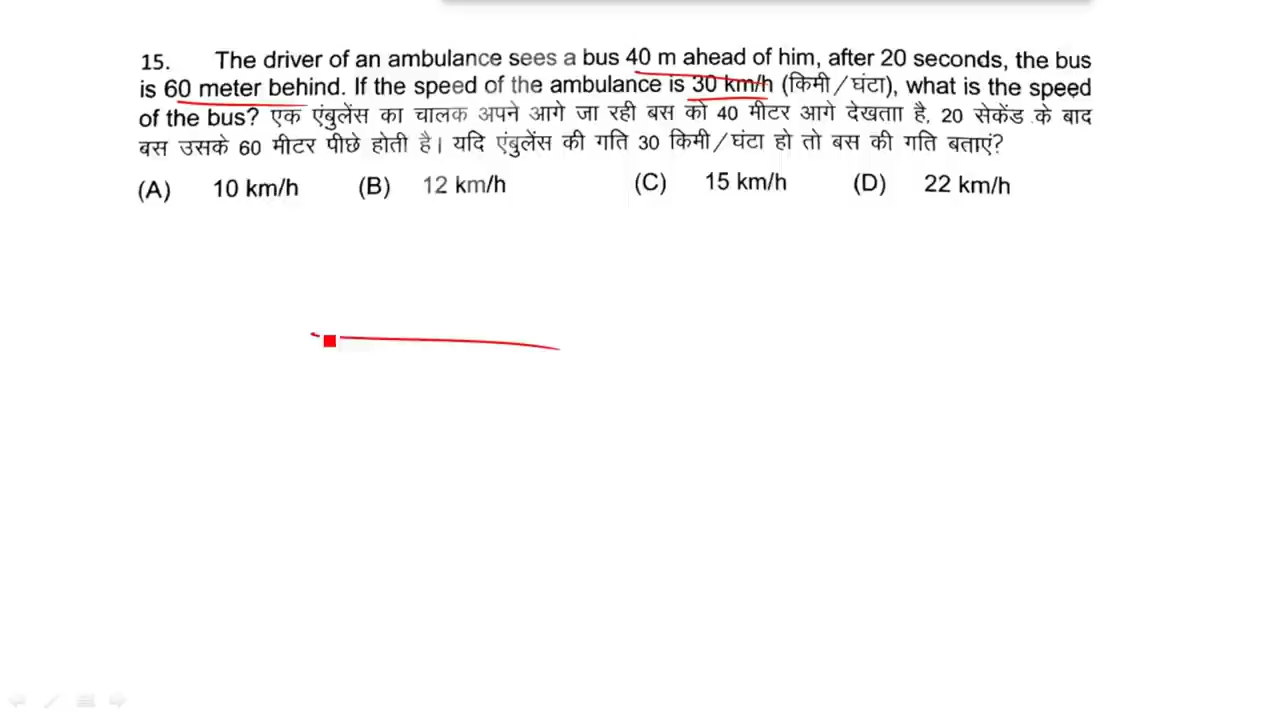 15. The driver of an ambulance sees a bus 40 m ahead of him, after 20 seconds, the bus
is 60 meter behind. If the speed of the ambulance is 30 km/h (किमी/घंटा), what is the speed
of the bus? एक एंबुलेंस का चालक अपने आगे जा रही बस को 40 मीटर आगे देखताा है, 20 सेकेंड के बाद
बस उसके 60 मीटर पीछे होती है। यदि एंबुलेंस की गति 30 किमी/घंटा हो तो बस की गति बताएं?
(A) 10 km/h (B) 12 km/h (C) 15 km/h (D) 22 km/h